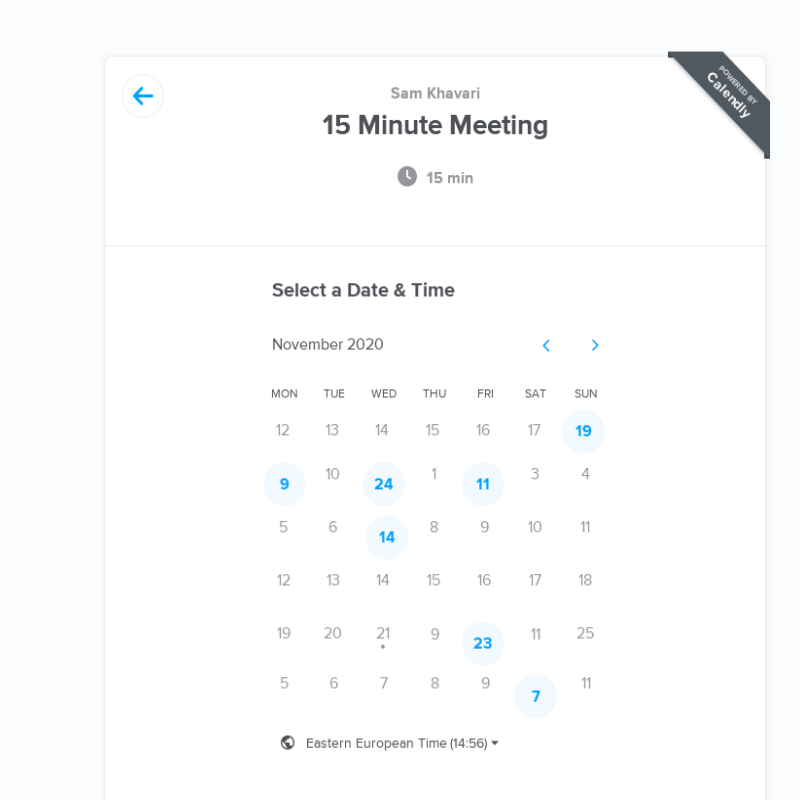 POWERED BY
Calendly
Sam Khavari
15 Minute Meeting
15 min
Select a Date & Time
November 2020
MON TUE WED THU FRI SAT SUN
12 13 14 15 16 17 19
9 10 24 1 11 3 4
5 6 14 8 9 10 11
12 13 14 15 16 17 18
19 20 21 9 23 11 25
5 6 7 8 9 7 11
Eastern European Time (14:56)